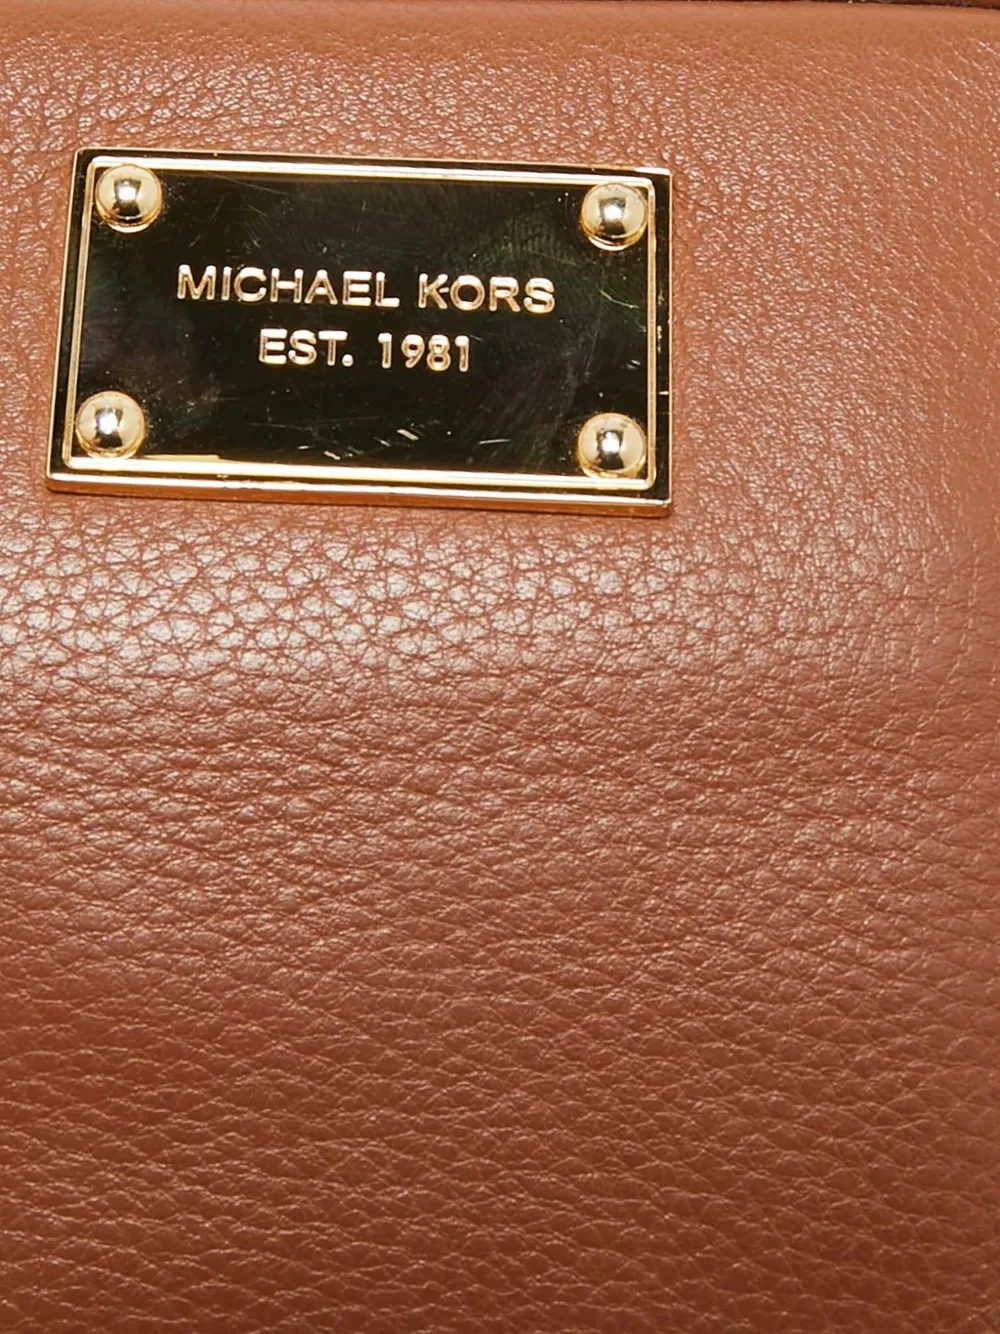 MICHAEL KORS
EST. 1981